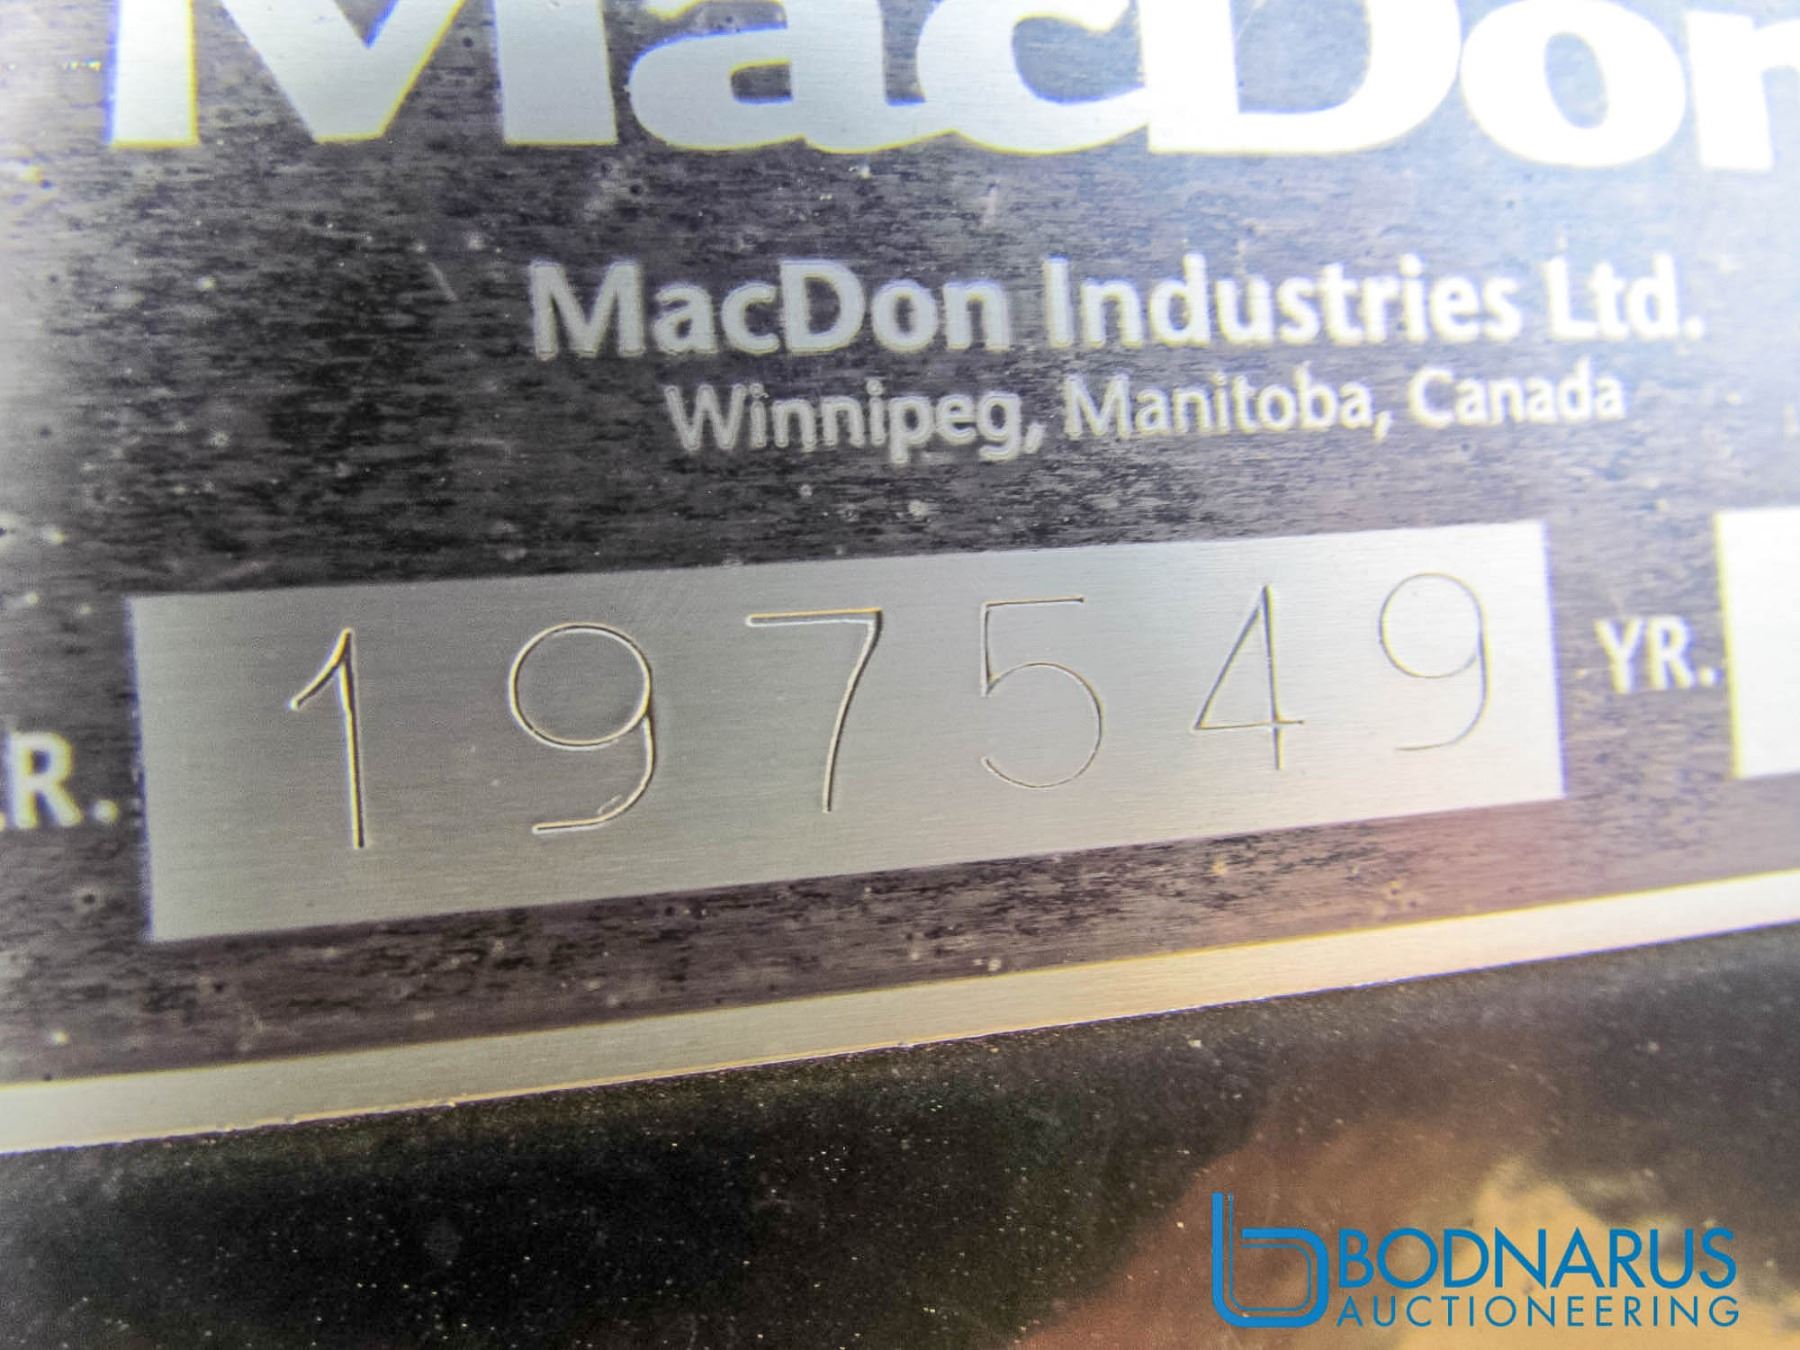 MacDon
MacDon Industries Ltd.
Winnipeg, Manitoba, Canada
R. 197549 YR.
BODNARUS
AUCTIONEERING